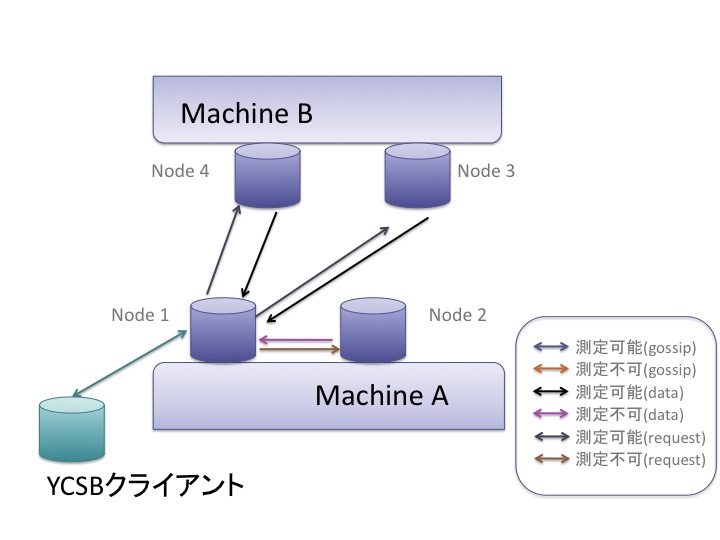 Machine B
Node 4
Node 3
Node 1
Node 2
Machine A
YCSBクライアント
測定可能(gossip)
測定不可(gossip)
測定可能(data)
測定不可(data)
測定可能(request)
測定不可(request)